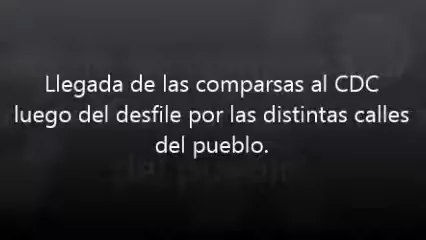 Llegada de las comparsas al CDC
luego del desfile por las distintas calles
del pueblo.